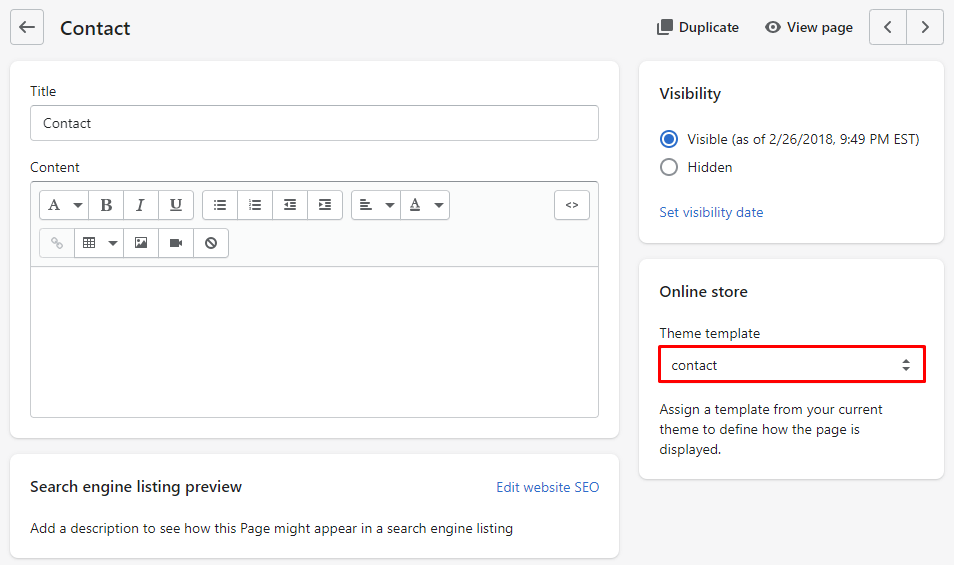 Contact
Duplicate
View page
Title
Contact
Content
A
B
I
U
A
<>
Search engine listing preview
Edit website SEO
Add a description to see how this Page might appear in a search engine listing
Visibility
Visible (as of 2/26/2018, 9:49 PM EST)
Hidden
Set visibility date
Online store
Theme template
contact
Assign a template from your current
theme to define how the page is
displayed.